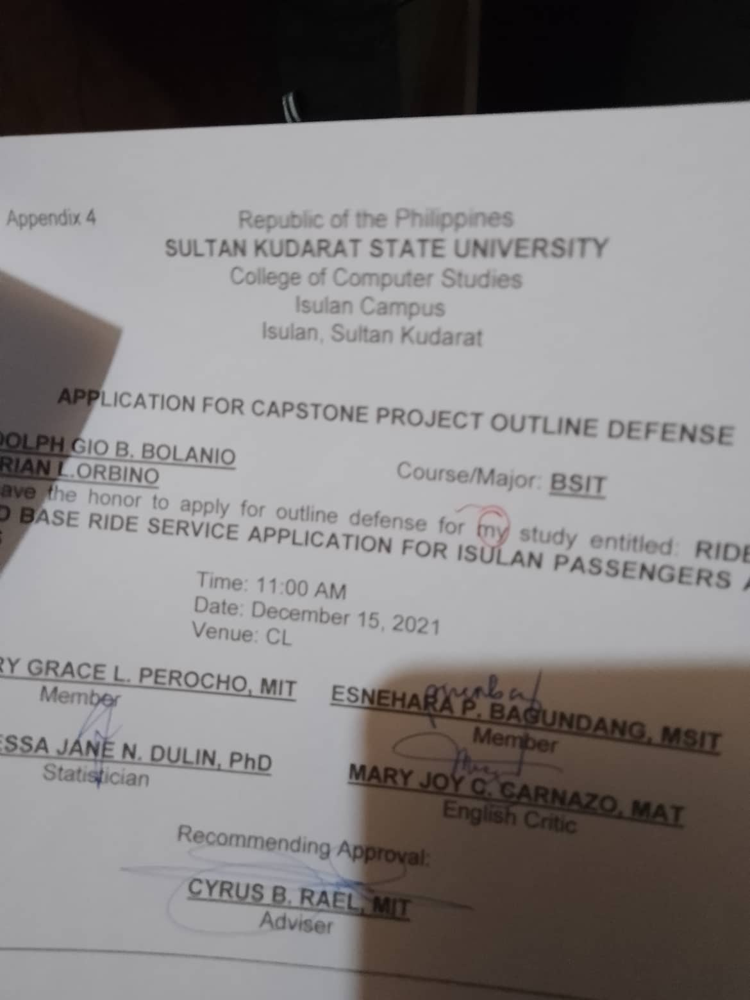 Appendix 4
Republic of the Philippines
SULTAN KUDARAT STATE UNIVERSITY
College of Computer Studies
Isulan Campus
Isulan, Sultan Kudarat
APPLICATION FOR CAPSTONE PROJECT OUTLINE DEFENSE
OLPH GIO B. BOLANIO
RIAN L.ORBINO
Course/Major: BSIT
ave the honor to apply for outline defense for my study entitled: RIDE
D BASE RIDE SERVICE APPLICATION FOR ISULAN PASSENGERS A
S
Time: 11:00 AM
Date: December 15, 2021
Venue: CL
RY GRACE L. PEROCHO, MIT
Member
ESNEHARA P. BAGUNDANG, MSIT
Member
ESSA JANE N. DULIN, PhD
Statistician
MARY JOY C. CARNAZO, MAT
English Critic
Recommending Approval:
CYRUS B. RAEL, MIT
Adviser